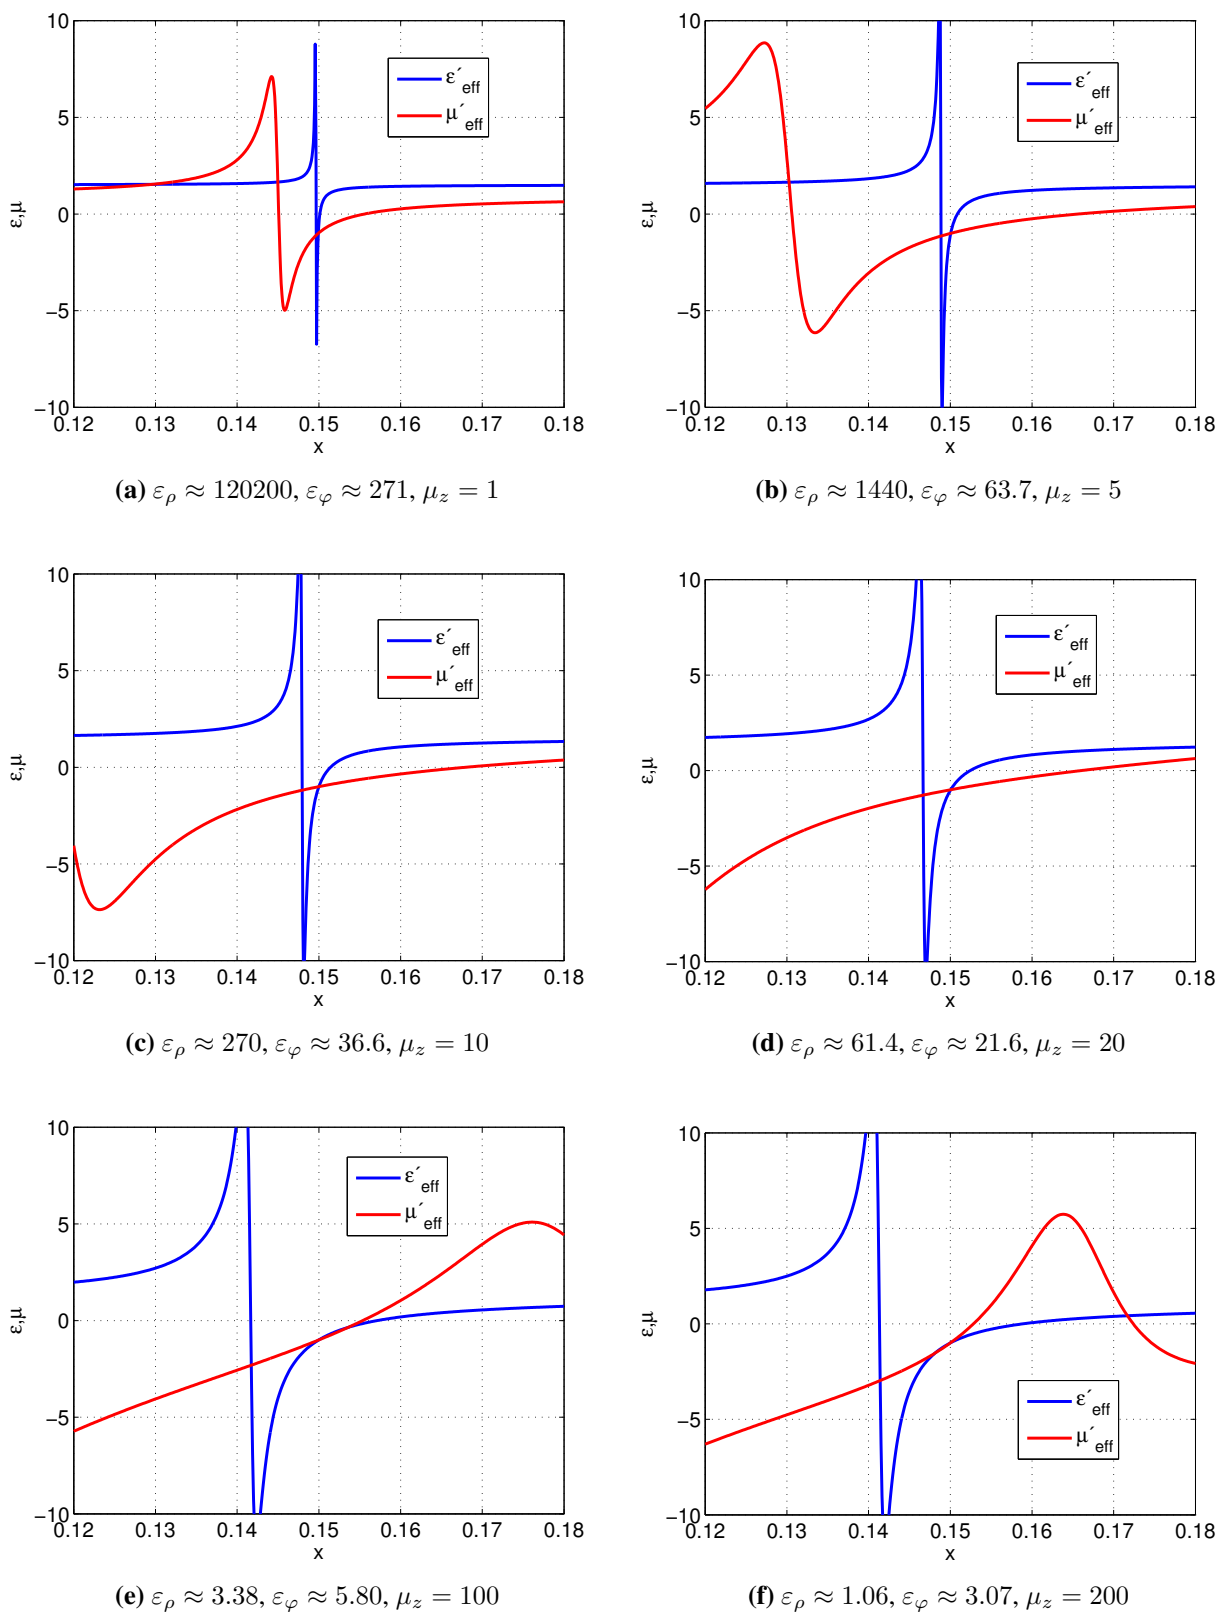 10
5
0
−5
−10
ε,μ
ε′eff
μ′eff
0.12 0.13 0.14 0.15 0.16 0.17 0.18
x
(a) ερ ≈ 120200, εφ ≈ 271, μz = 1
10
5
0
−5
−10
ε,μ
ε′eff
μ′eff
0.12 0.13 0.14 0.15 0.16 0.17 0.18
x
(b) ερ ≈ 1440, εφ ≈ 63.7, μz = 5
10
5
0
−5
−10
ε,μ
ε′eff
μ′eff
0.12 0.13 0.14 0.15 0.16 0.17 0.18
x
(c) ερ ≈ 270, εφ ≈ 36.6, μz = 10
10
5
0
−5
−10
ε,μ
ε′eff
μ′eff
0.12 0.13 0.14 0.15 0.16 0.17 0.18
x
(d) ερ ≈ 61.4, εφ ≈ 21.6, μz = 20
10
5
0
−5
−10
ε,μ
ε′eff
μ′eff
0.12 0.13 0.14 0.15 0.16 0.17 0.18
x
(e) ερ ≈ 3.38, εφ ≈ 5.80, μz = 100
10
5
0
−5
−10
ε,μ
ε′eff
μ′eff
0.12 0.13 0.14 0.15 0.16 0.17 0.18
x
(f) ερ ≈ 1.06, εφ ≈ 3.07, μz = 200